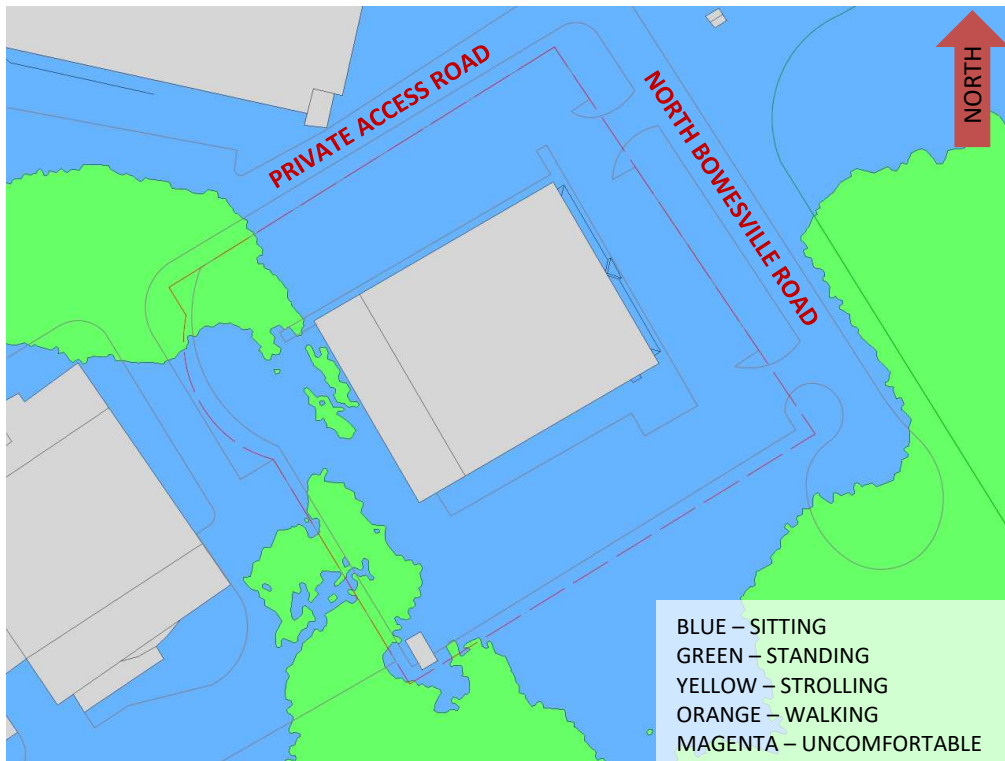 PRIVATE ACCESS ROAD
NORTH BOWESVILLE ROAD
NORTH
BLUE – SITTING
GREEN – STANDING
YELLOW – STROLLING
ORANGE – WALKING
MAGENTA – UNCOMFORTABLE